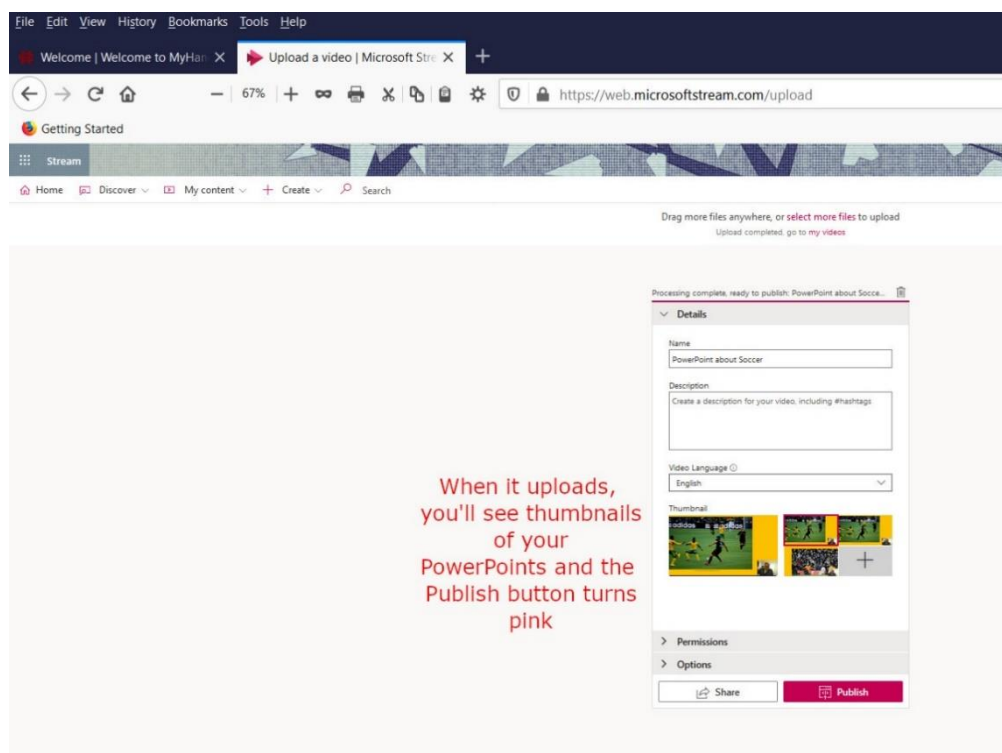 File Edit View History Bookmarks Tools Help
Welcome | Welcome to MyHan
Upload a video | Microsoft Stre
67%
https://web.microsoftstream.com/upload
Getting Started
Stream
Home Discover My content Create Search
Drag more files anywhere, or select more files to upload
Upload completed, go to my videos
Processing complete, ready to publish: PowerPoint about Socce...
Details
Name
PowerPoint about Soccer
Description
Create a description for your video, including #hashtags
Video Language
English
Thumbnail
adidas adidas
When it uploads,
you'll see thumbnails
of your
PowerPoints and the
Publish button turns
pink
Permissions
Options
Share Publish